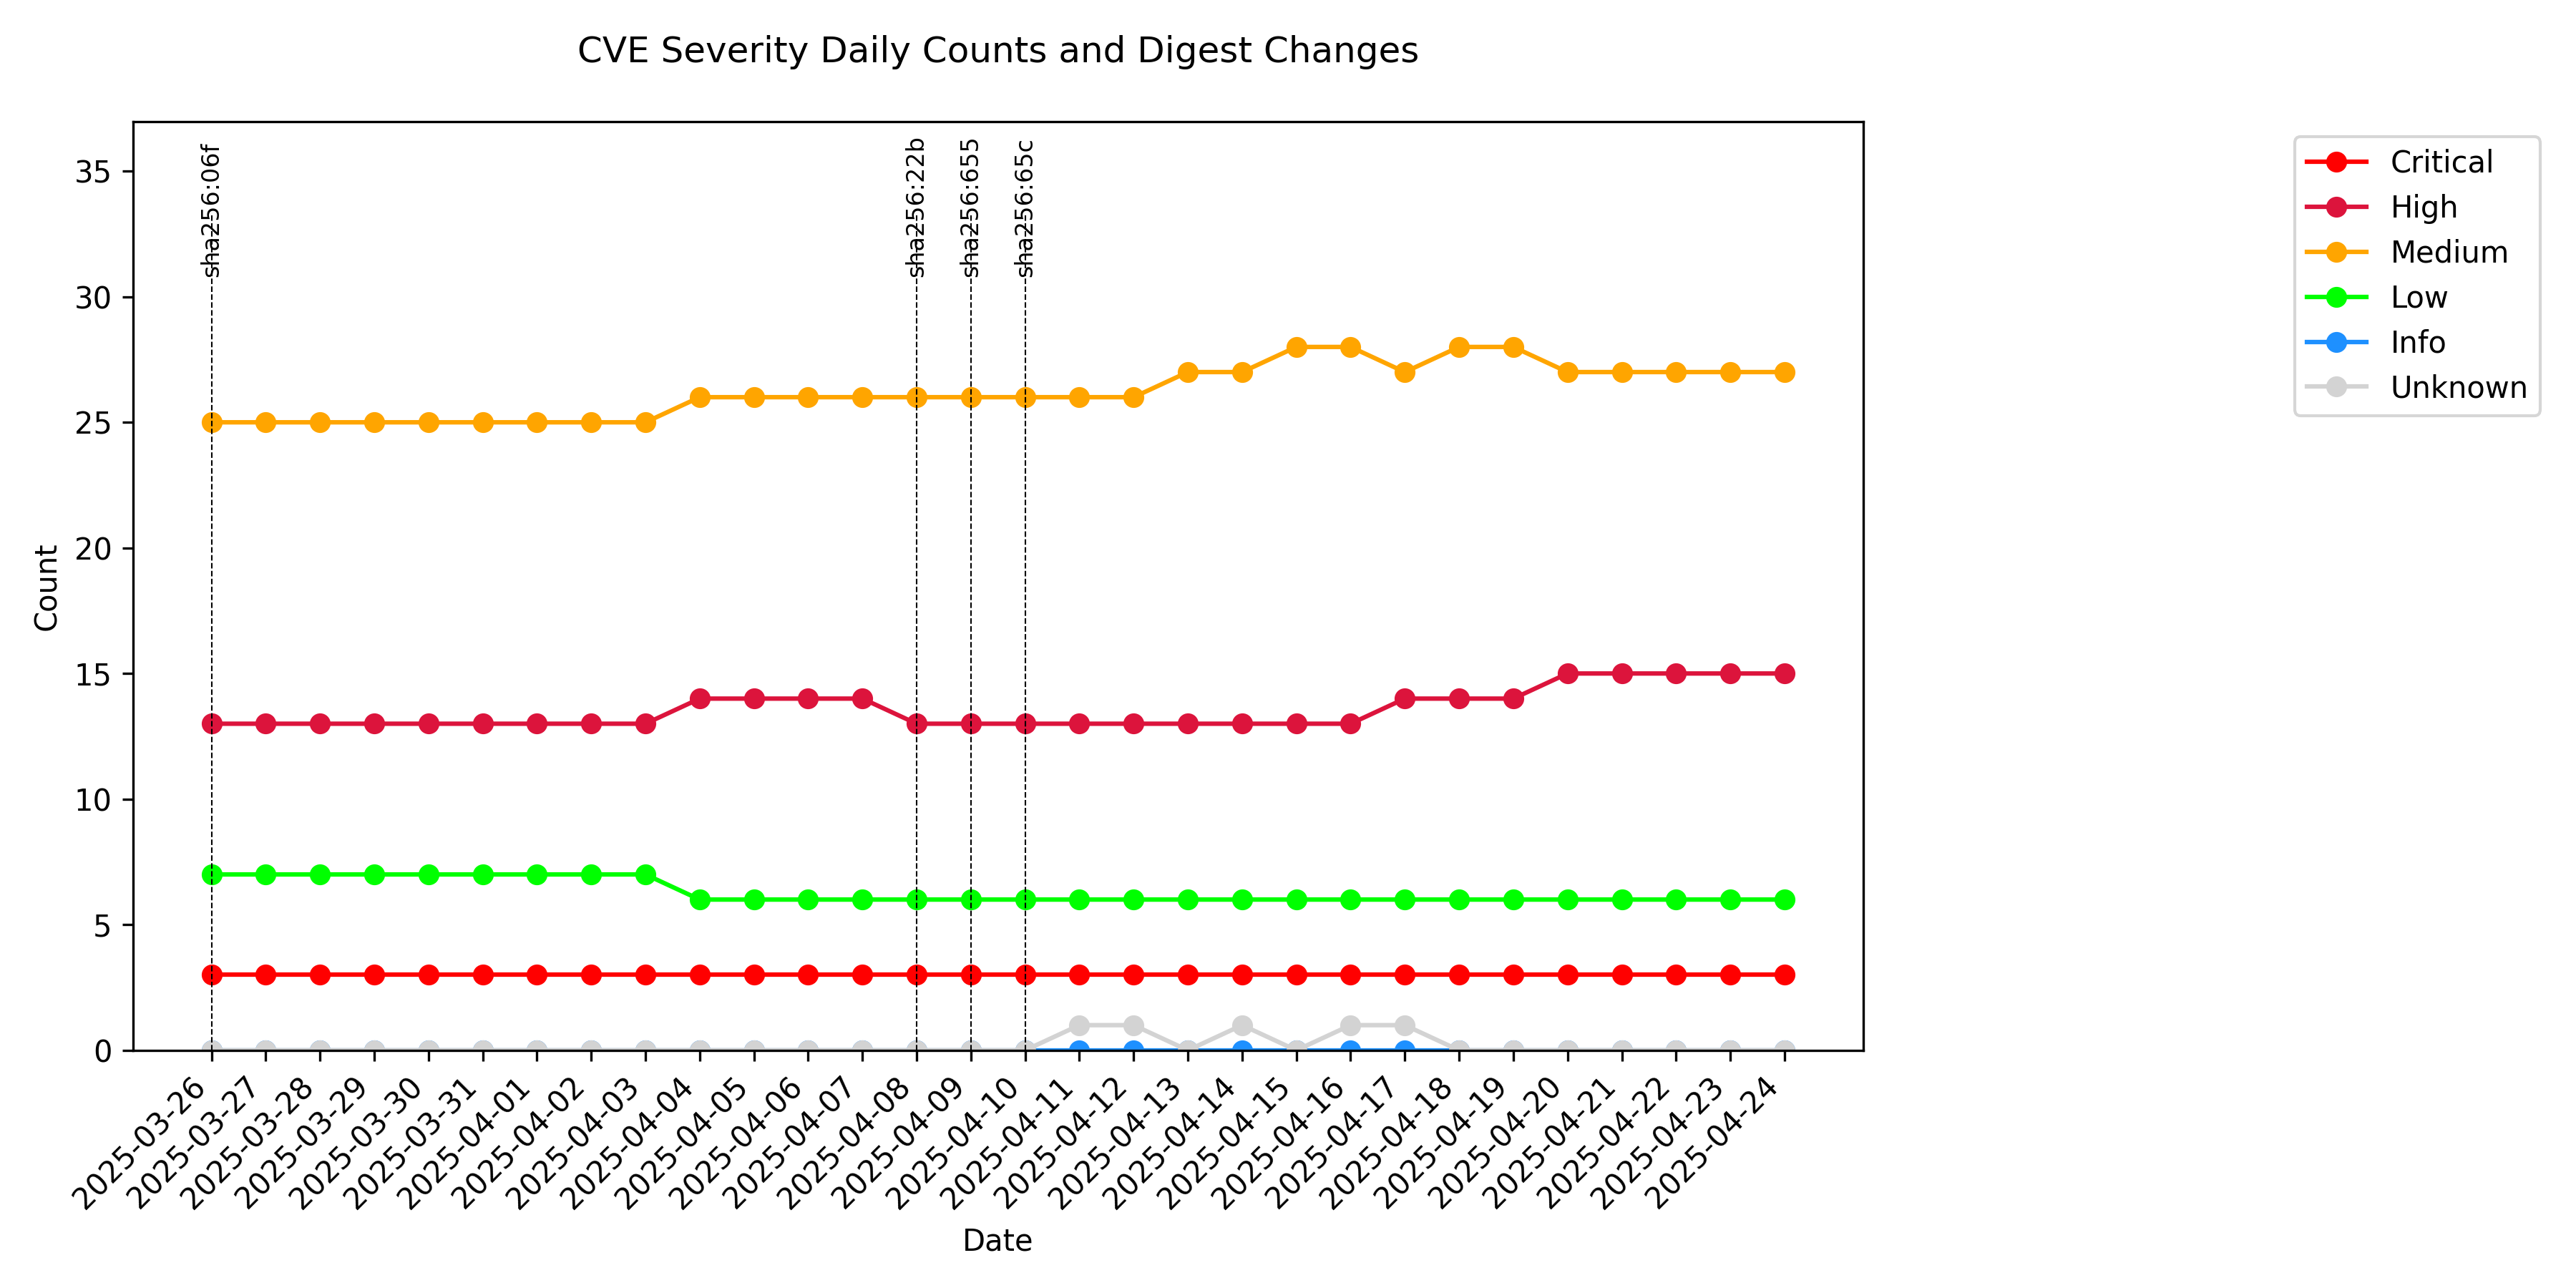 CVE Severity Daily Counts and Digest Changes
sha256:06f
sha256:22b
sha256:655
sha256:65c
Critical
High
Medium
Low
Info
Unknown
Count
35
30
25
20
15
10
5
0
2025-03-26
2025-03-27
2025-03-28
2025-03-29
2025-03-30
2025-03-31
2025-04-01
2025-04-02
2025-04-03
2025-04-04
2025-04-05
2025-04-06
2025-04-07
2025-04-08
2025-04-09
2025-04-10
2025-04-11
2025-04-12
2025-04-13
2025-04-14
2025-04-15
2025-04-16
2025-04-17
2025-04-18
2025-04-19
2025-04-20
2025-04-21
2025-04-22
2025-04-23
2025-04-24
Date